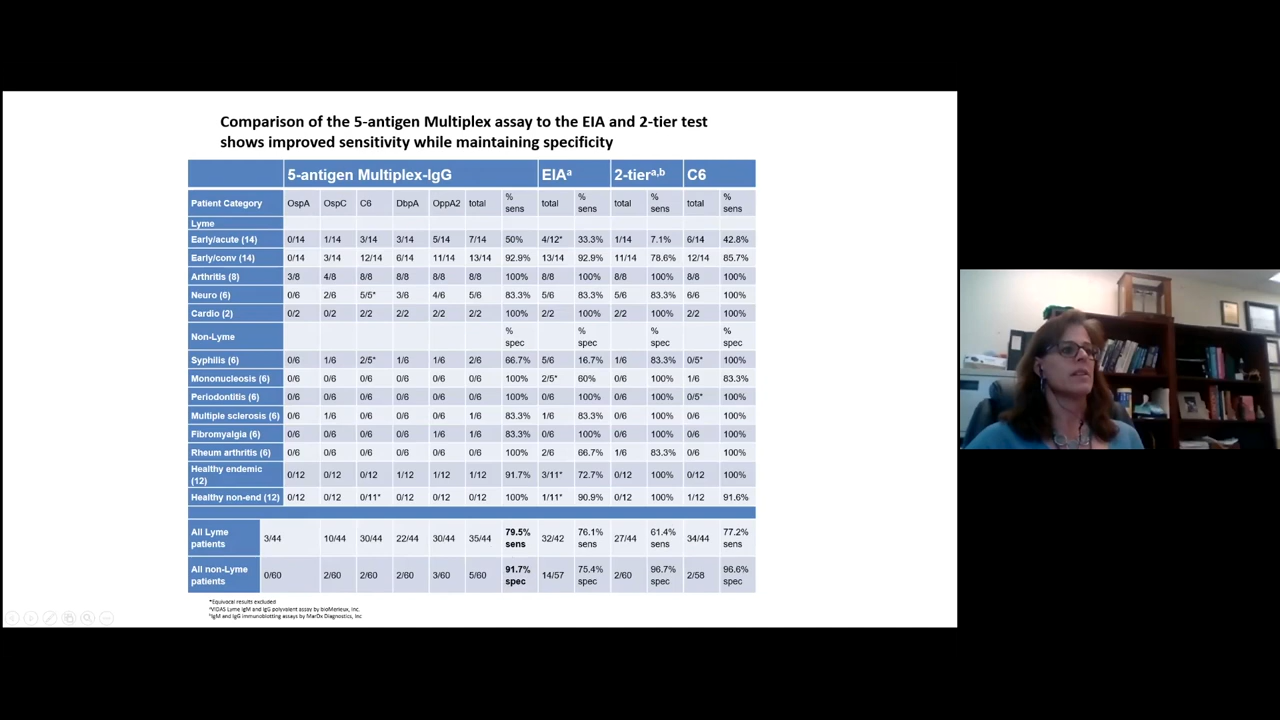 Comparison of the 5-antigen Multiplex assay to the EIA and 2-tier test
shows improved sensitivity while maintaining specificity
5-antigen Multiplex-IgG EIAa 2-tiera,b C6
Patient Category OspA OspC C6 DbpA OppA2 total % sens total % sens total % sens total % sens
Lyme
Early/acute (14) 0/14 1/14 3/14 3/14 5/14 7/14 50% 4/12* 33.3% 1/14 7.1% 6/14 42.8%
Early/conv (14) 0/14 3/14 12/14 6/14 11/14 13/14 92.9% 13/14 92.9% 11/14 78.6% 12/14 85.7%
Arthritis (8) 3/8 4/8 8/8 8/8 8/8 8/8 100% 8/8 100% 8/8 100% 8/8 100%
Neuro (6) 0/6 2/6 5/5* 3/6 4/6 5/6 83.3% 5/6 83.3% 5/6 83.3% 6/6 100%
Cardio (2) 0/2 0/2 2/2 2/2 2/2 2/2 100% 2/2 100% 2/2 100% 2/2 100%
Non-Lyme % spec % spec % spec % spec
Syphilis (6) 0/6 1/6 2/5* 1/6 1/6 2/6 66.7% 5/6 16.7% 1/6 83.3% 0/5* 100%
Mononucleosis (6) 0/6 0/6 0/6 0/6 0/6 0/6 100% 2/5* 60% 0/6 100% 1/6 83.3%
Periodontitis (6) 0/6 0/6 0/6 0/6 0/6 0/6 100% 0/6 100% 0/6 100% 0/5* 100%
Multiple sclerosis (6) 0/6 1/6 0/6 0/6 0/6 1/6 83.3% 1/6 83.3% 0/6 100% 0/6 100%
Fibromyalgia (6) 0/6 0/6 0/6 0/6 1/6 1/6 83.3% 0/6 100% 0/6 100% 0/6 100%
Rheum arthritis (6) 0/6 0/6 0/6 0/6 0/6 0/6 100% 2/6 66.7% 1/6 83.3% 0/6 100%
Healthy endemic (12) 0/12 0/12 0/12 1/12 1/12 1/12 91.7% 3/11* 72.7% 0/12 100% 0/12 100%
Healthy non-end (12) 0/12 0/12 0/11* 0/12 0/12 0/12 100% 1/11* 90.9% 0/12 100% 1/12 91.6%
All Lyme patients 3/44 10/44 30/44 22/44 30/44 35/44 79.5% sens 32/42 76.1% sens 27/44 61.4% sens 34/44 77.2% sens
All non-Lyme patients 0/60 2/60 2/60 2/60 3/60 5/60 91.7% spec 14/57 75.4% spec 2/60 96.7% spec 2/58 96.6% spec
*Equivocal results excluded
aVIDAS Lyme IgM and IgG polyvalent assay by bioMerieux, Inc.
bIgM and IgG immunoblotting assays by MarDx Diagnostics, Inc